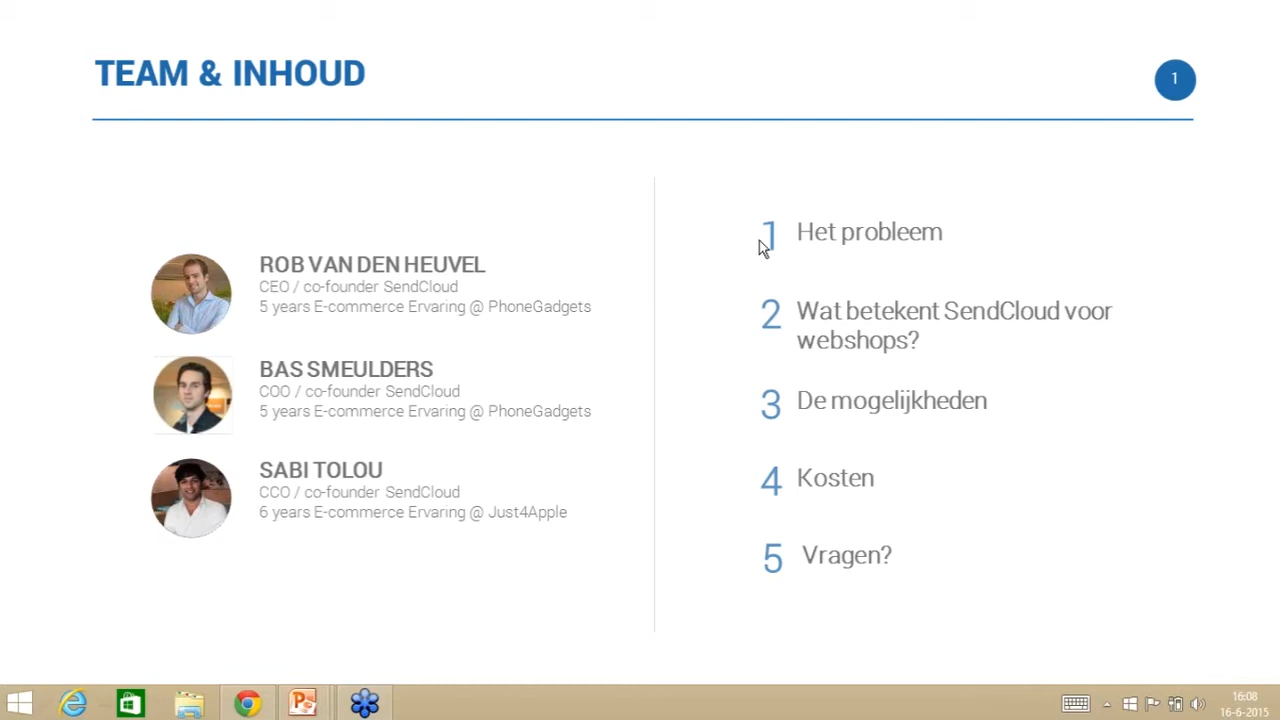 TEAM & INHOUD
1
ROB VAN DEN HEUVEL
CEO / co-founder SendCloud
5 years E-commerce Ervaring @ PhoneGadgets
BAS SMEULDERS
COO / co-founder SendCloud
5 years E-commerce Ervaring @ PhoneGadgets
SABI TOLOU
CCO / co-founder SendCloud
6 years E-commerce Ervaring @ Just4Apple
1 Het probleem
2 Wat betekent SendCloud voor
webshops?
3 De mogelijkheden
4 Kosten
5 Vragen?
16:08
16-6-2015